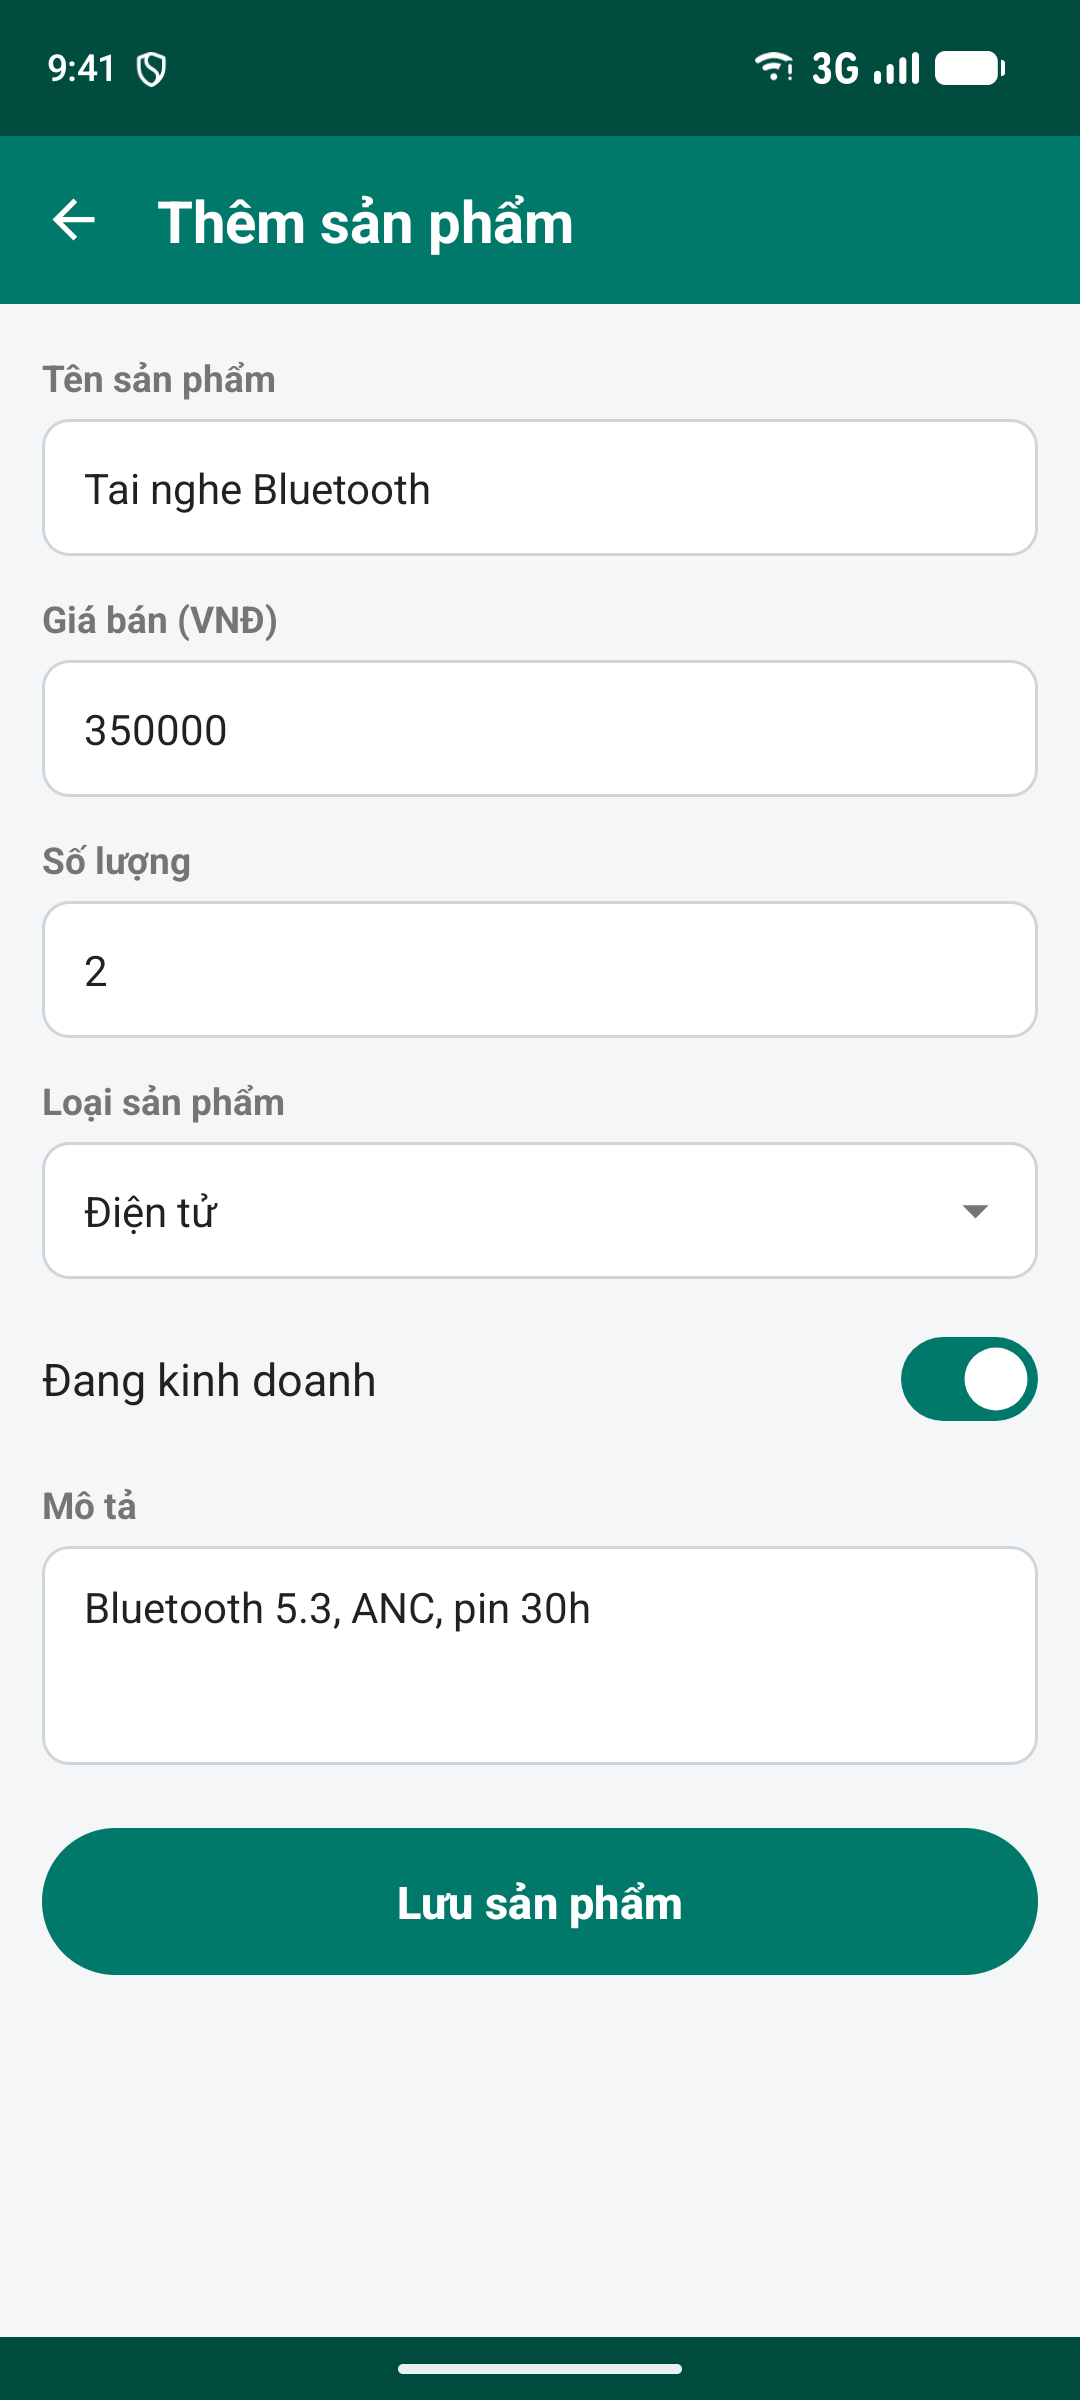 9:41
3G
Thêm sản phẩm
Tên sản phẩm
Tai nghe Bluetooth
Giá bán (VNĐ)
350000
Số lượng
2
Loại sản phẩm
Điện tử
Đang kinh doanh
Mô tả
Bluetooth 5.3, ANC, pin 30h
Lưu sản phẩm